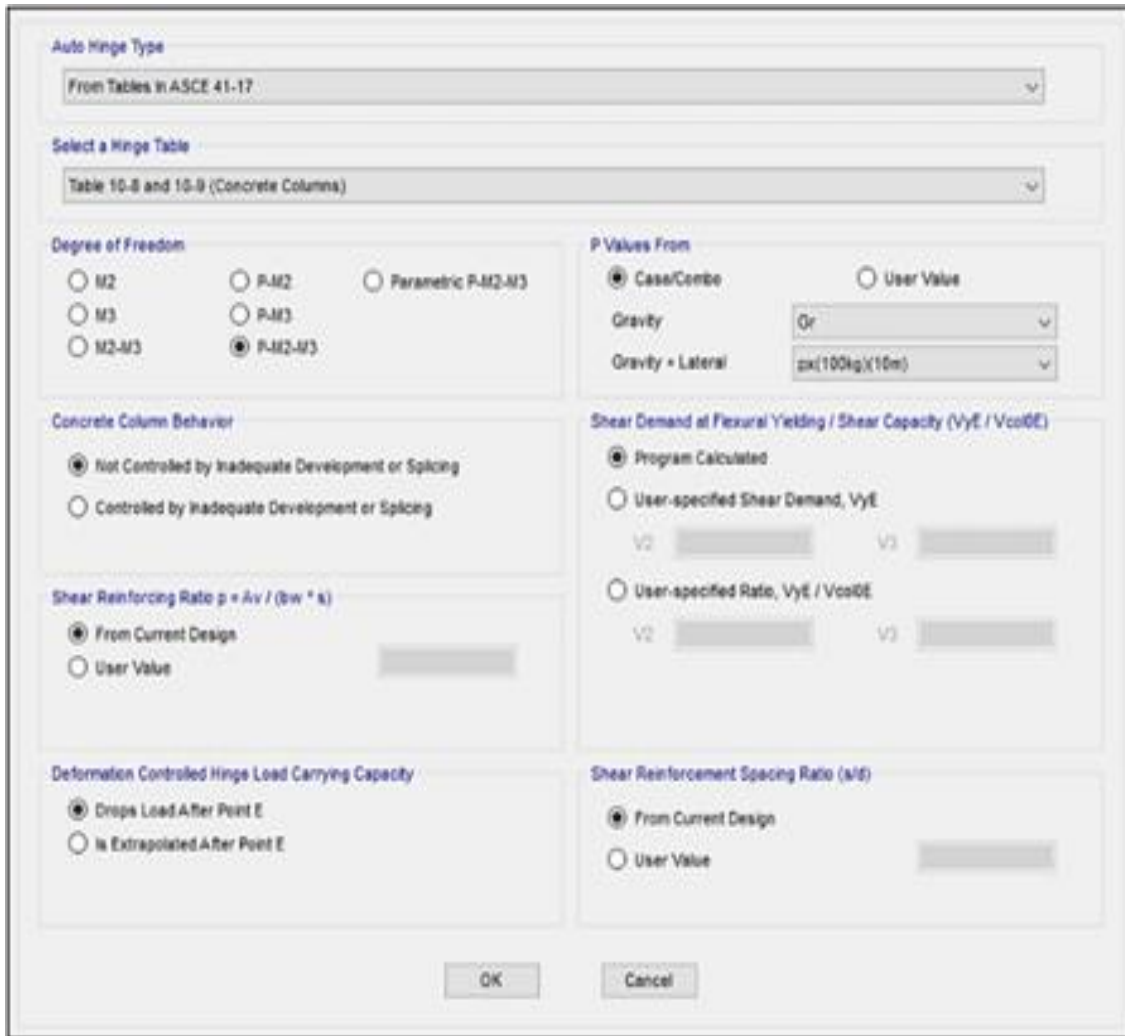 Auto Hinge Type
From Tables in ASCE 41-17
Select a Hinge Table
Table 10-8 and 10-9 (Concrete Columns)
Degree of Freedom
M2
P-M2
Parametric P-M2-M3
M3
P-M3
M2-M3
P-M2-M3
P Values From
Case/Combo
User Value
Gravity
Gr
Gravity + Lateral
px(100kg)(10m)
Concrete Column Behavior
Not Controlled by Inadequate Development or Splicing
Controlled by Inadequate Development or Splicing
Shear Demand at Flexural Yielding / Shear Capacity (VyE / Vcol0E)
Program Calculated
User-specified Shear Demand, VyE
V2
V3
User-specified Ratio, VyE / Vcol0E
V2
V3
Shear Reinforcing Ratio p = Av / (bw * s)
From Current Design
User Value
Deformation Controlled Hinge Load Carrying Capacity
Drops Load After Point E
Is Extrapolated After Point E
Shear Reinforcement Spacing Ratio (s/d)
From Current Design
User Value
OK
Cancel